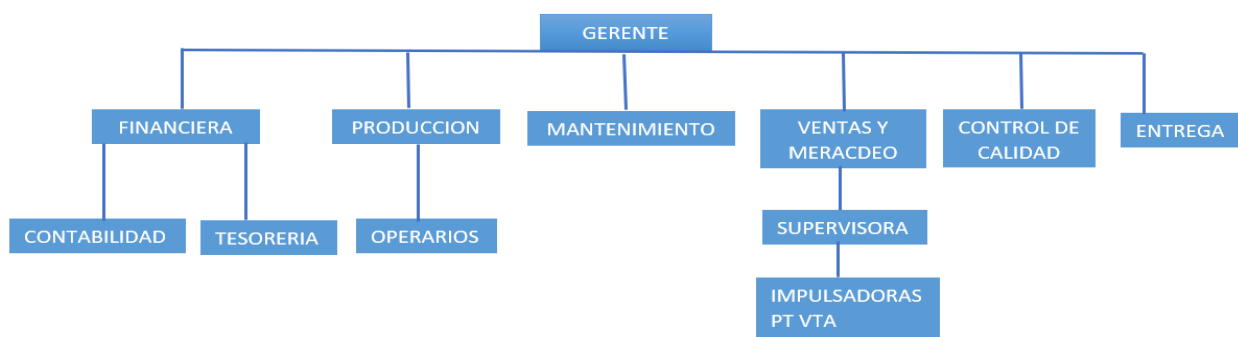 GERENTE
FINANCIERA
PRODUCCION
MANTENIMIENTO
VENTAS Y
MERACDEO
CONTROL DE
CALIDAD
ENTREGA
CONTABILIDAD
TESORERIA
OPERARIOS
SUPERVISORA
IMPULSADORAS
PT VTA